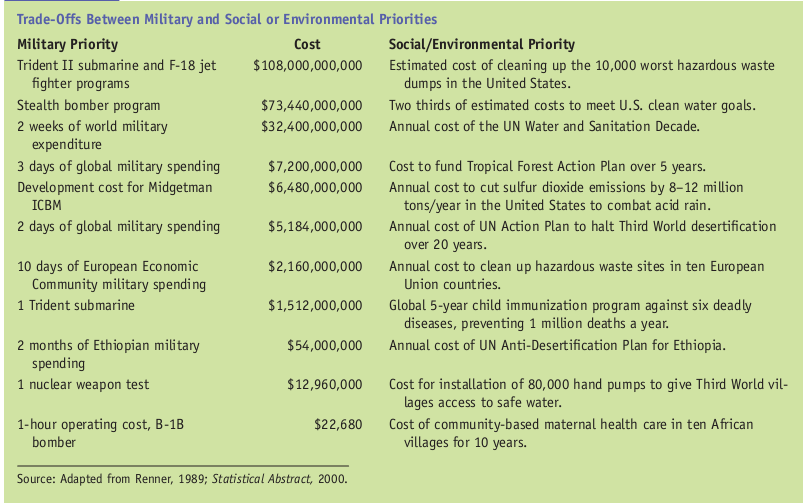 Trade-Offs Between Military and Social or Environmental Priorities
Military Priority Cost Social/Environmental Priority
Trident II submarine and F-18 jet $108,000,000,000 Estimated cost of cleaning up the 10,000 worst hazardous waste
fighter programs dumps in the United States.
Stealth bomber program $73,440,000,000 Two thirds of estimated costs to meet U.S. clean water goals.
2 weeks of world military $32,400,000,000 Annual cost of the UN Water and Sanitation Decade.
expenditure
3 days of global military spending $7,200,000,000 Cost to fund Tropical Forest Action Plan over 5 years.
Development cost for Midgetman $6,480,000,000 Annual cost to cut sulfur dioxide emissions by 8–12 million
ICBM tons/year in the United States to combat acid rain.
2 days of global military spending $5,184,000,000 Annual cost of UN Action Plan to halt Third World desertification
over 20 years.
10 days of European Economic $2,160,000,000 Annual cost to clean up hazardous waste sites in ten European
Community military spending Union countries.
1 Trident submarine $1,512,000,000 Global 5-year child immunization program against six deadly
diseases, preventing 1 million deaths a year.
2 months of Ethiopian military $54,000,000 Annual cost of UN Anti-Desertification Plan for Ethiopia.
spending
1 nuclear weapon test $12,960,000 Cost for installation of 80,000 hand pumps to give Third World vil-
lages access to safe water.
1-hour operating cost, B-1B $22,680 Cost of community-based maternal health care in ten African
bomber villages for 10 years.
Source: Adapted from Renner, 1989; Statistical Abstract, 2000.